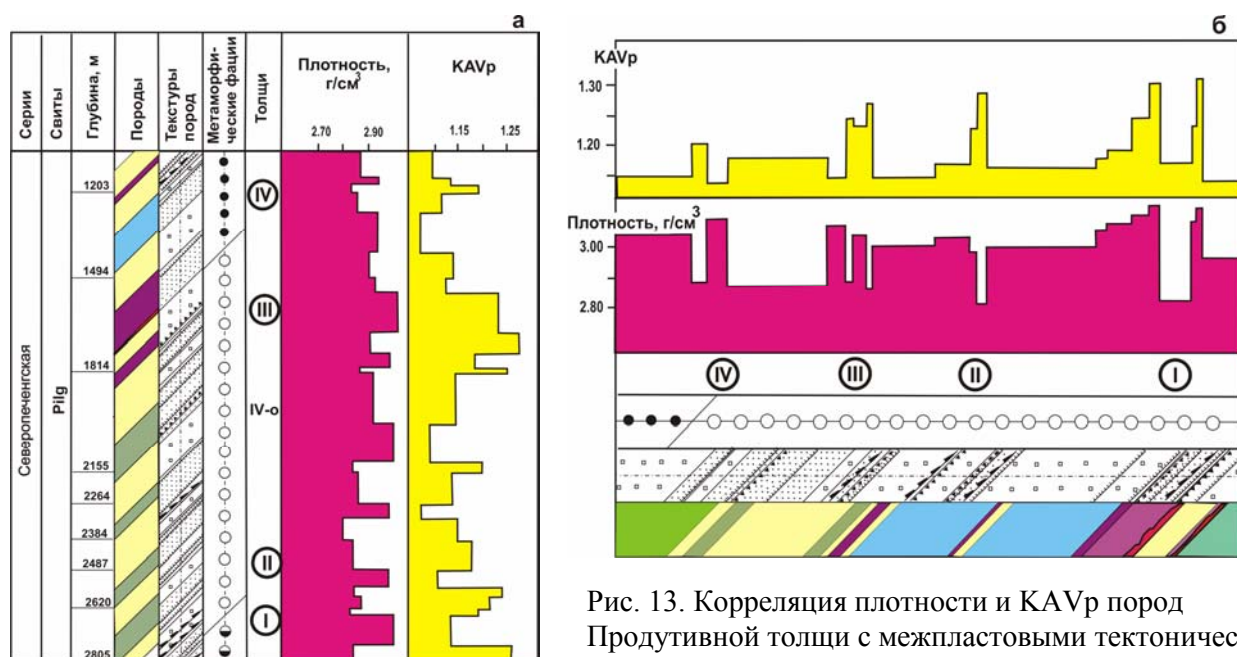 а
Серии
Свиты
Глубина, м
Породы
Текстуры
пород
Метаморфи-
ческие фации
Толщи
Плотность,
г/см3
2.70 2.90
KAVp
1.15 1.25
Северопеченгская
Pilg
1203
1494
1814
2155
2264
2384
2487
2620
2805
IV
III
IV-о
II
I
б
KAVp
1.30
1.20
Плотность, г/см3
3.00
2.80
IV III II I
Рис. 13. Корреляция плотности и KAVp пород
Продутивной толщи с межпластовыми тектоничес